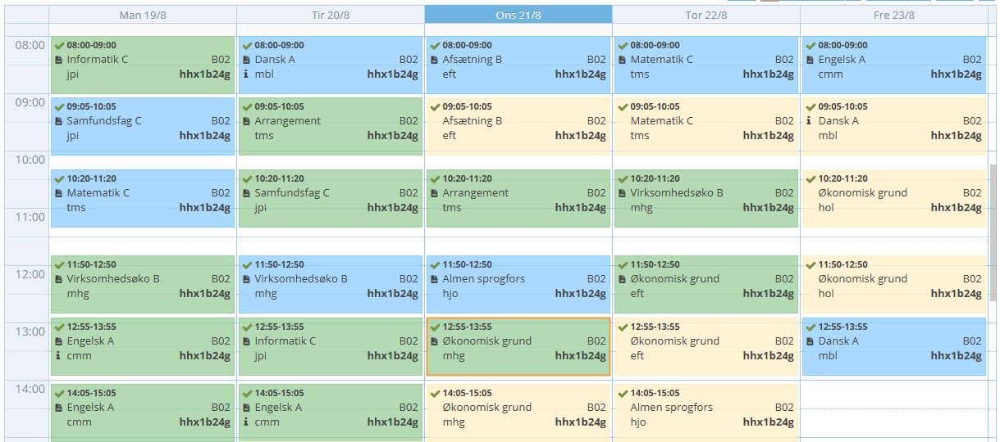 Man 19/8
Tir 20/8
Ons 21/8
Tor 22/8
Fre 23/8
08:00
08:00-09:00
Informatik C B02
jpi hhx1b24g
08:00-09:00
Dansk A B02
mbl hhx1b24g
08:00-09:00
Afsætning B B02
eft hhx1b24g
08:00-09:00
Matematik C B02
tms hhx1b24g
08:00-09:00
Engelsk A B02
cmm hhx1b24g
09:00
09:05-10:05
Samfundsfag C B02
jpi hhx1b24g
09:05-10:05
Arrangement B02
tms hhx1b24g
09:05-10:05
Afsætning B B02
eft hhx1b24g
09:05-10:05
Matematik C B02
tms hhx1b24g
09:05-10:05
Dansk A B02
mbl hhx1b24g
10:00
10:20-11:20
Matematik C B02
tms hhx1b24g
10:20-11:20
Samfundsfag C B02
jpi hhx1b24g
10:20-11:20
Arrangement B02
tms hhx1b24g
10:20-11:20
Virksomhedsøko B B02
mhg hhx1b24g
10:20-11:20
Økonomisk grund B02
hol hhx1b24g
11:00
11:50-12:50
Virksomhedsøko B B02
mhg hhx1b24g
11:50-12:50
Virksomhedsøko B B02
mhg hhx1b24g
11:50-12:50
Almen sprogfors B02
hjo hhx1b24g
11:50-12:50
Økonomisk grund B02
eft hhx1b24g
11:50-12:50
Økonomisk grund B02
hol hhx1b24g
12:00
12:55-13:55
Engelsk A B02
cmm hhx1b24g
12:55-13:55
Informatik C B02
jpi hhx1b24g
12:55-13:55
Økonomisk grund B02
mhg hhx1b24g
12:55-13:55
Økonomisk grund B02
eft hhx1b24g
12:55-13:55
Dansk A B02
mbl hhx1b24g
13:00
14:00
14:05-15:05
Engelsk A B02
cmm hhx1b24g
14:05-15:05
Engelsk A B02
cmm hhx1b24g
14:05-15:05
Økonomisk grund B02
mhg hhx1b24g
14:05-15:05
Almen sprogfors B02
hjo hhx1b24g